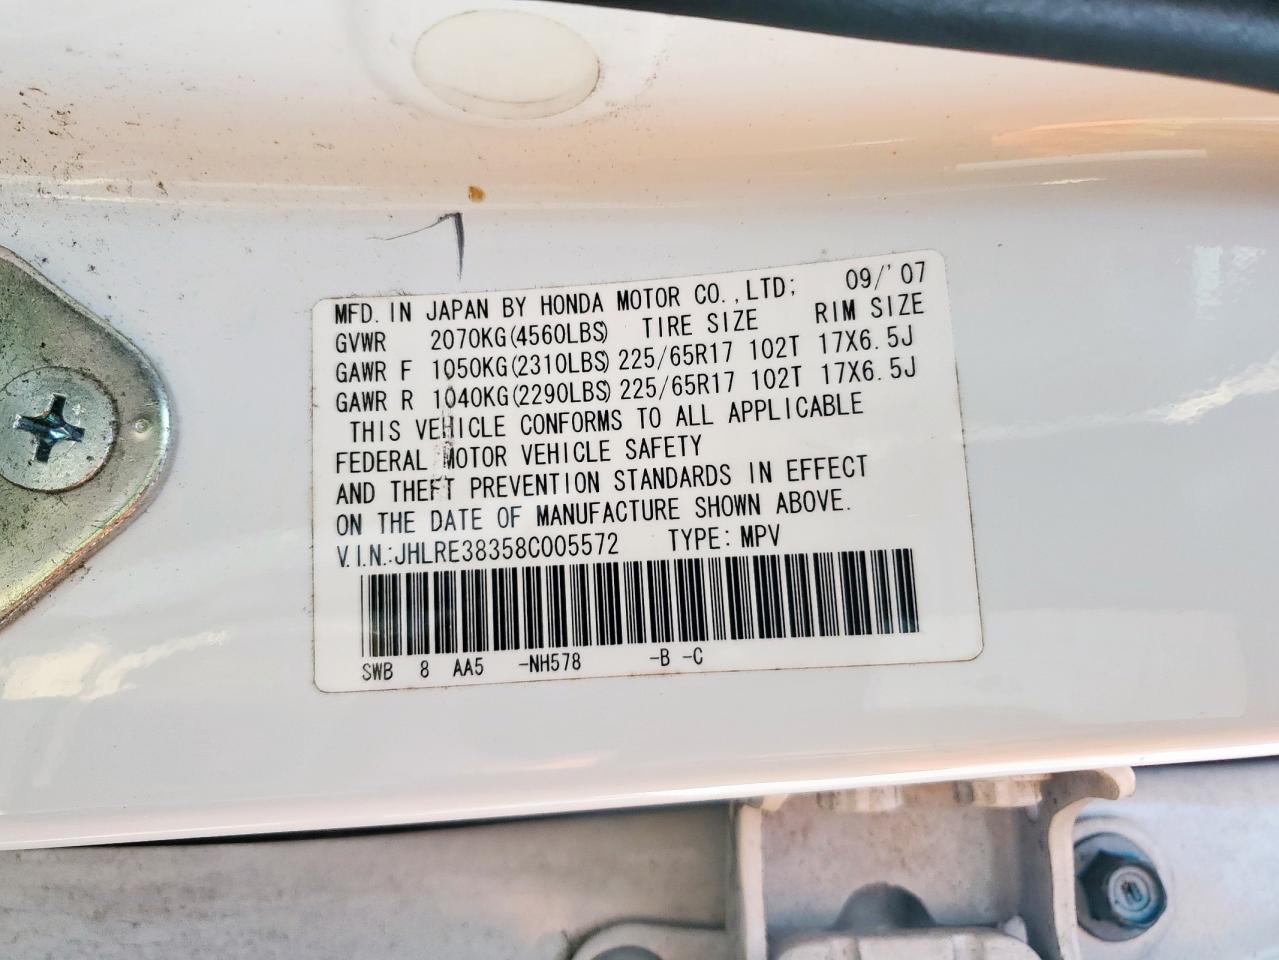 MFD. IN JAPAN BY HONDA MOTOR CO.,LTD; 09/'07
GVWR 2070KG(4560LBS) TIRE SIZE RIM SIZE
GAWR F 1050KG(2310LBS) 225/65R17 102T 17X6.5J
GAWR R 1040KG(2290LBS) 225/65R17 102T 17X6.5J
THIS VEHICLE CONFORMS TO ALL APPLICABLE
FEDERAL MOTOR VEHICLE SAFETY
AND THEFT PREVENTION STANDARDS IN EFFECT
ON THE DATE OF MANUFACTURE SHOWN ABOVE.
V.I.N.:JHLRE38358C005572 TYPE: MPV
SWB 8 AA5 -NH578 -B -C